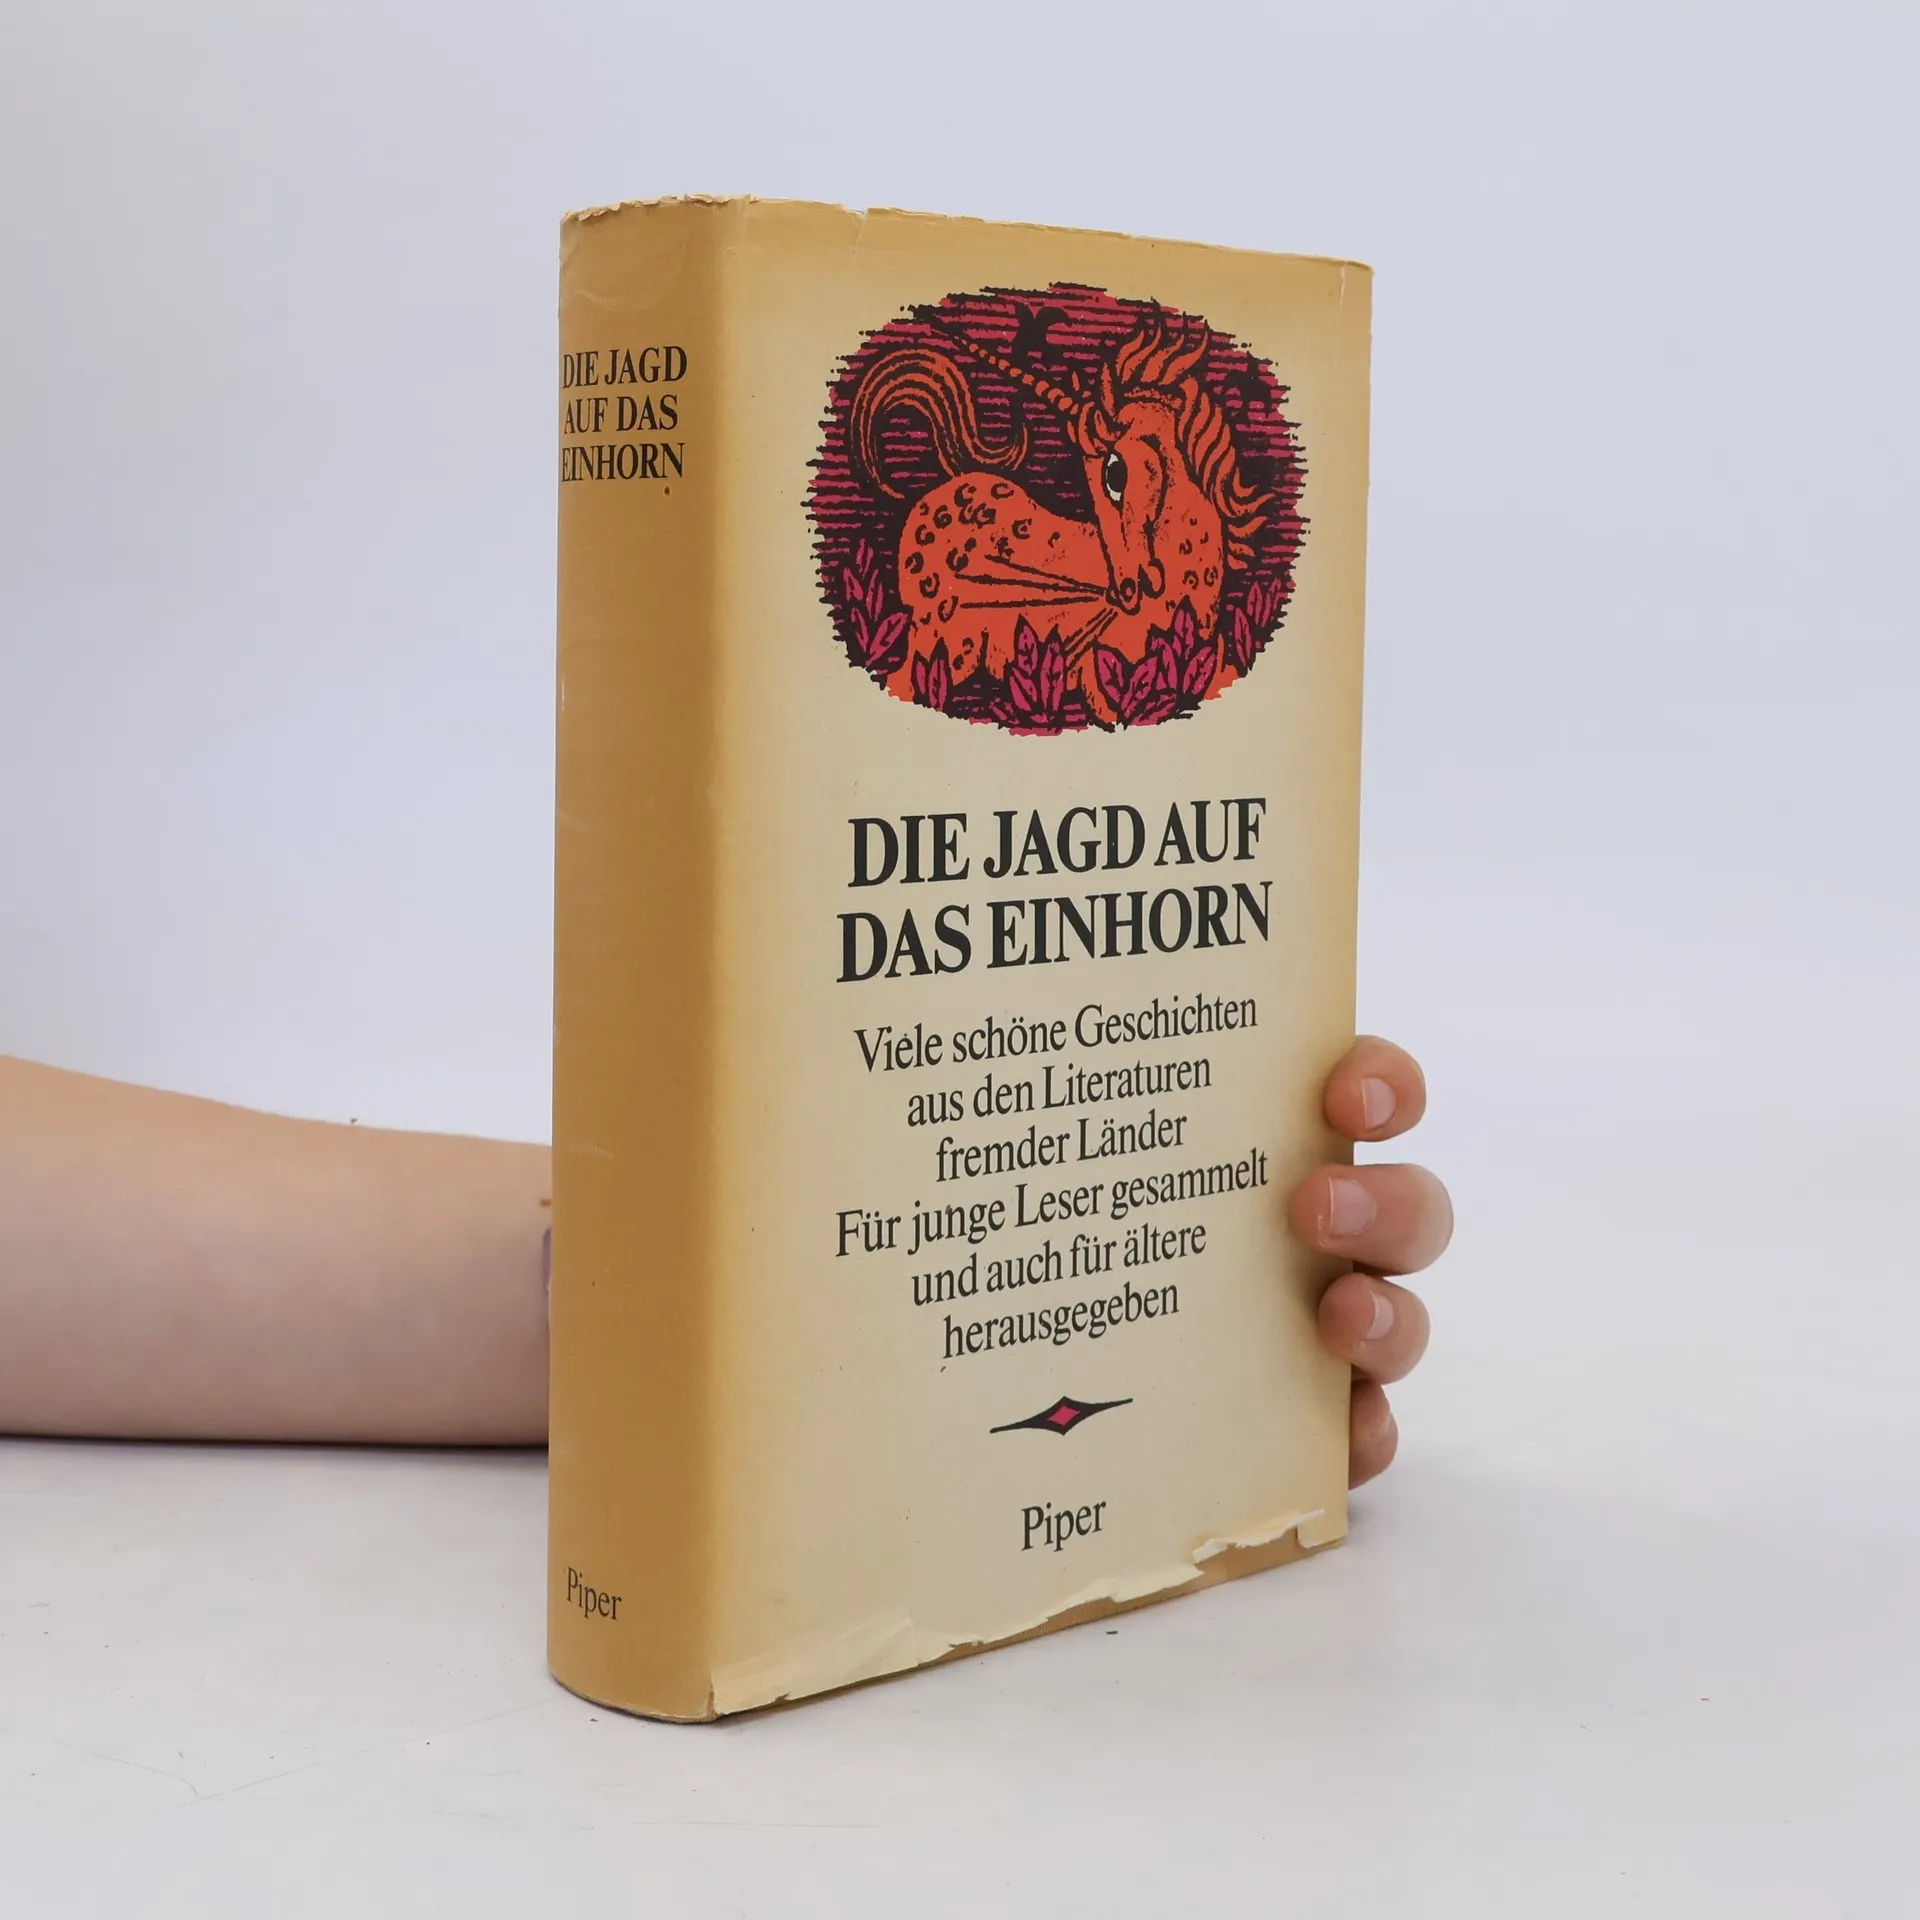 DIE JAGD
AUF DAS
EINHORN
Piper
DIE JAGD AUF
DAS EINHORN
Viele schöne Geschichten
aus den Literaturen
fremder Länder
Für junge Leser gesammelt
und auch für ältere
herausgegeben
Piper